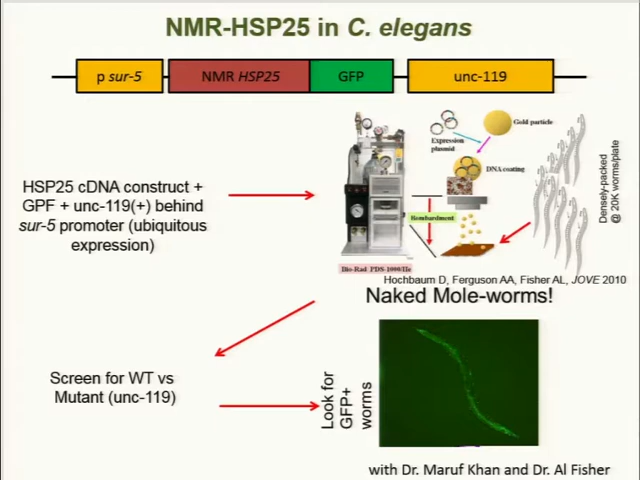 NMR-HSP25 in C. elegans
p sur-5
NMR HSP25
GFP
unc-119
HSP25 cDNA construct +
GPF + unc-119(+) behind
sur-5 promoter (ubiquitous
expression)
Expression
plasmid
Gold particle
DNA coating
Bombardment
Bio-Rad PDS-1000/He
Densely-packed
@ 20K worms/plate
Hochbaum D, Ferguson AA, Fisher AL, JOVE 2010
Naked Mole-worms!
Screen for WT vs
Mutant (unc-119)
Look for
GFP+
worms
with Dr. Maruf Khan and Dr. Al Fisher